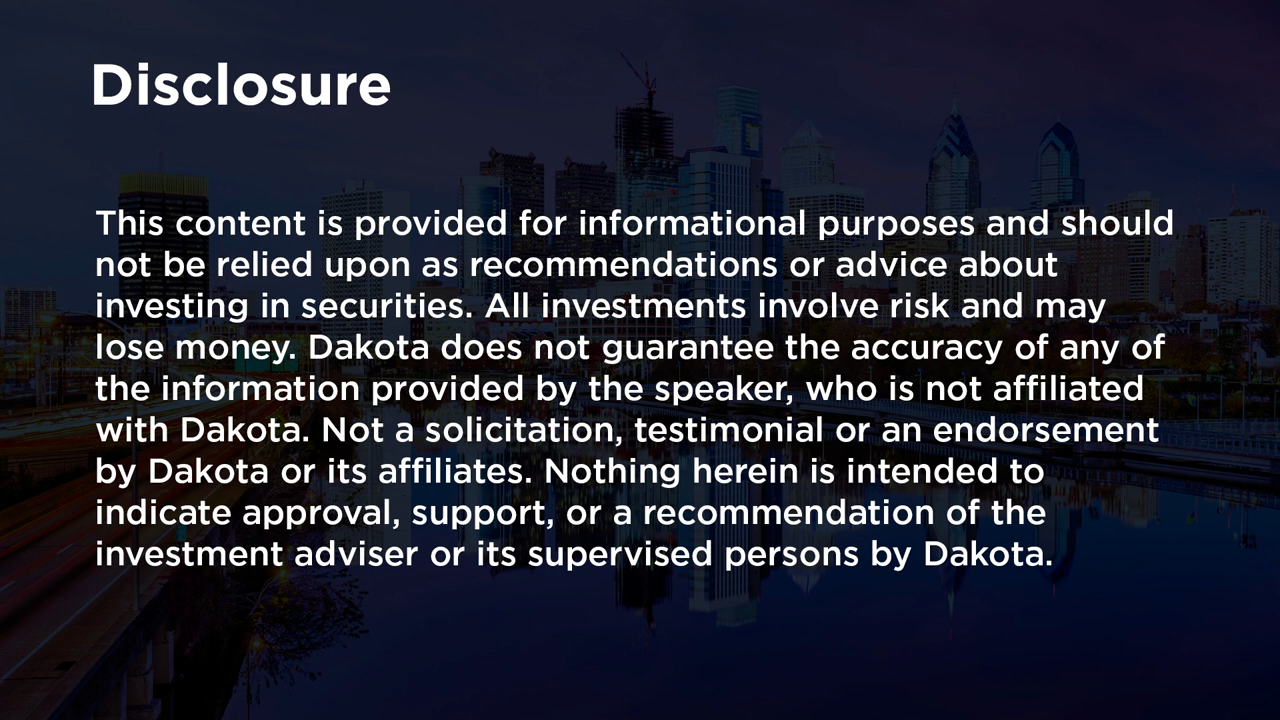 Disclosure
This content is provided for informational purposes and should
not be relied upon as recommendations or advice about
investing in securities. All investments involve risk and may
lose money. Dakota does not guarantee the accuracy of any of
the information provided by the speaker, who is not affiliated
with Dakota. Not a solicitation, testimonial or an endorsement
by Dakota or its affiliates. Nothing herein is intended to
indicate approval, support, or a recommendation of the
investment adviser or its supervised persons by Dakota.